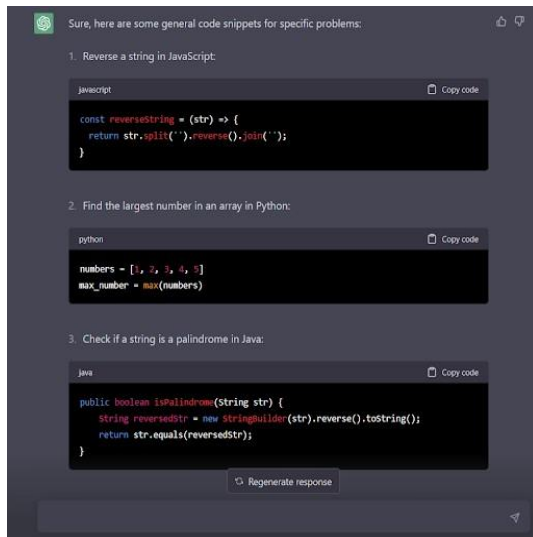 Sure, here are some general code snippets for specific problems:
1. Reverse a string in JavaScript:
javascript
Copy code
const reverseString = (str) => {
  return str.split(``).reverse().join(``);
}
2. Find the largest number in an array in Python:
python
Copy code
numbers = [1, 2, 3, 4, 5]
max_number = max(numbers)
3. Check if a string is a palindrome in Java:
java
Copy code
public boolean isPalindrome(String str) {
    String reversedStr = new StringBuilder(str).reverse().toString();
    return str.equals(reversedStr);
}
Regenerate response